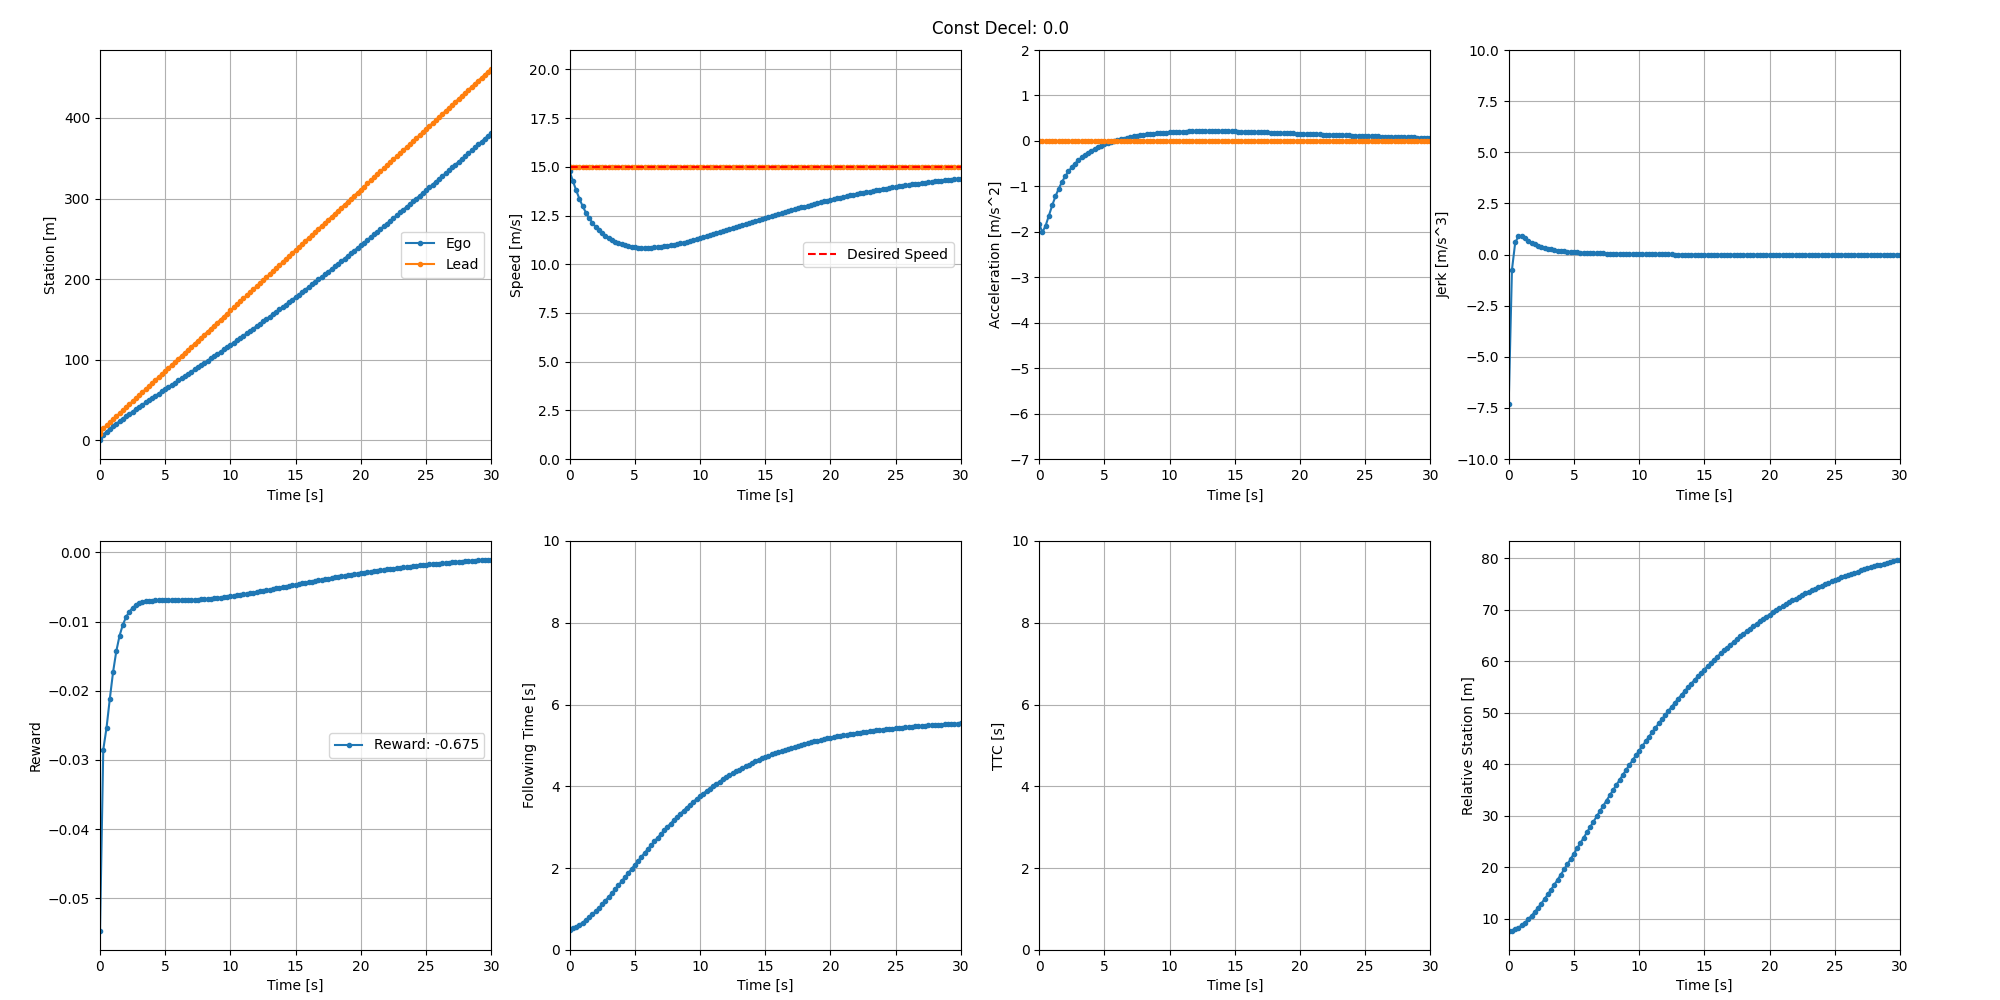 Const Decel: 0.0
400
300
200
100
0
Station [m]
Ego
Lead
0 5 10 15 20 25 30
Time [s]
20.0
17.5
15.0
12.5
10.0
7.5
5.0
2.5
0.0
Speed [m/s]
Desired Speed
0 5 10 15 20 25 30
Time [s]
2
1
0
−1
−2
−3
−4
−5
−6
−7
Acceleration [m/s^2]
0 5 10 15 20 25 30
Time [s]
10.0
7.5
5.0
2.5
0.0
−2.5
−5.0
−7.5
−10.0
Jerk [m/s^3]
0 5 10 15 20 25 30
Time [s]
0.00
−0.01
−0.02
−0.03
−0.04
−0.05
Reward
Reward: -0.675
0 5 10 15 20 25 30
Time [s]
10
8
6
4
2
0
Following Time [s]
0 5 10 15 20 25 30
Time [s]
10
8
6
4
2
0
TTC [s]
0 5 10 15 20 25 30
Time [s]
80
70
60
50
40
30
20
10
Relative Station [m]
0 5 10 15 20 25 30
Time [s]